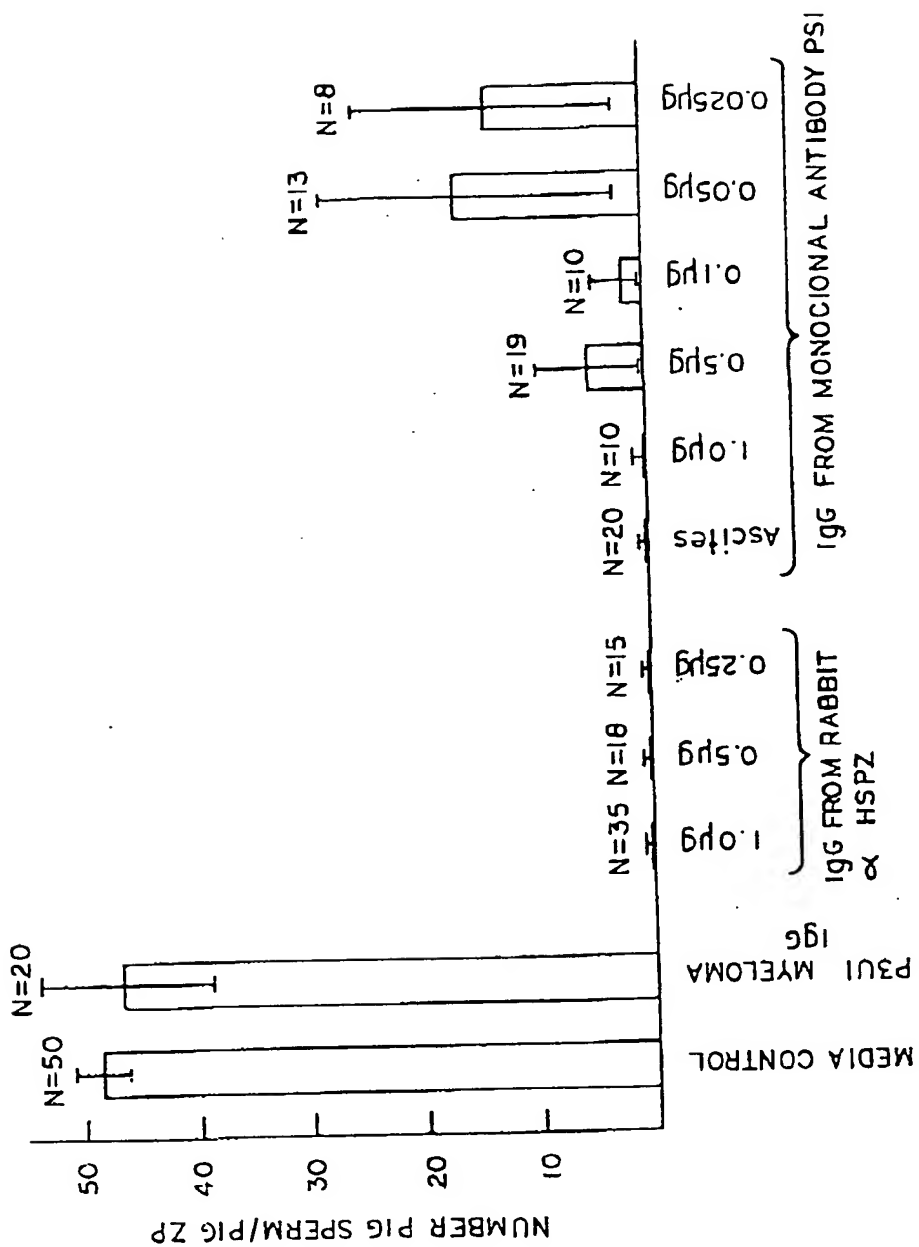 NUMBER PIG SPERM/PIG ZP
50
40
30
20
10
N=50
N=20
N=35
N=18
N=15
N=20
N=10
N=19
N=10
N=13
N=8
MEDIA CONTROL
P3U1 MYELOMA
IgG
1.0µg
0.5µg
0.25µg
Ascites
1.0µg
0.5µg
0.1µg
0.05µg
0.025µg
IgG FROM RABBIT
α HSPZ
IgG FROM MONOCIONAL ANTIBODY PSI